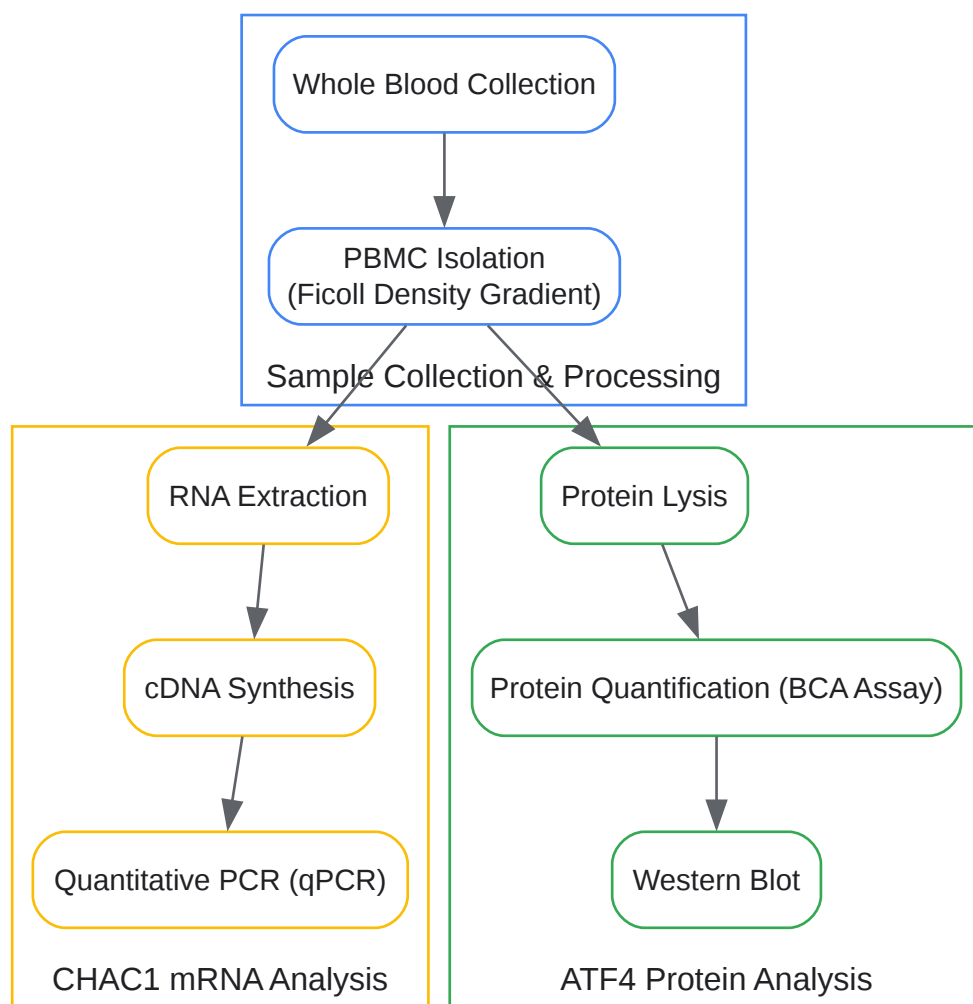 Whole Blood Collection
PBMC Isolation
(Ficoll Density Gradient)
Sample Collection & Processing
RNA Extraction
cDNA Synthesis
Quantitative PCR (qPCR)
CHAC1 mRNA Analysis
Protein Lysis
Protein Quantification (BCA Assay)
Western Blot
ATF4 Protein Analysis